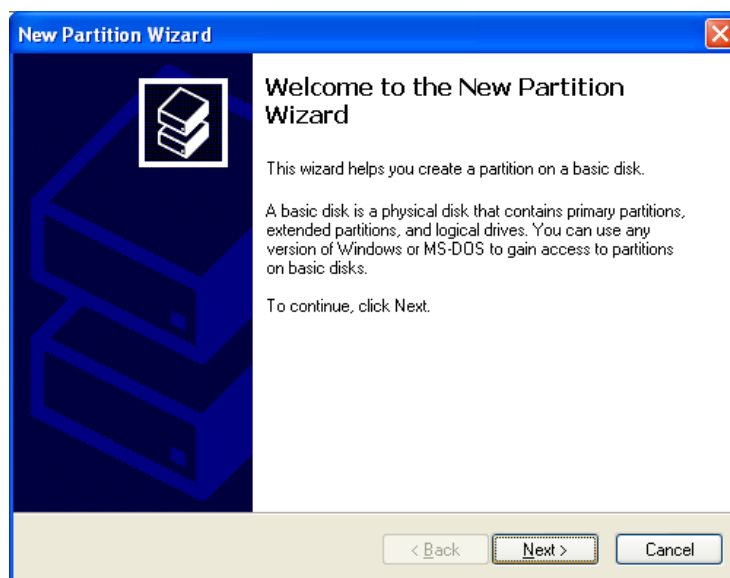 New Partition Wizard
Welcome to the New Partition
Wizard
This wizard helps you create a partition on a basic disk.
A basic disk is a physical disk that contains primary partitions,
extended partitions, and logical drives. You can use any
version of Windows or MS-DOS to gain access to partitions
on basic disks.
To continue, click Next.
< Back
Next >
Cancel